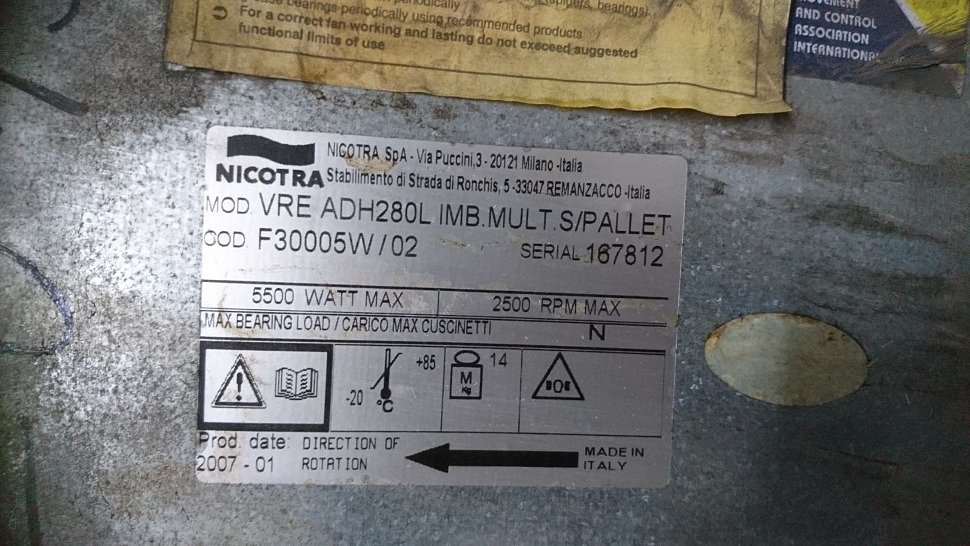 bearings periodically using recommended products
For a correct fan working and lasting do not exceed suggested
functional limits of use
AND CONTROL
ASSOCIATION
INTERNATIONAL
NICOTRA
NICOTRA SpA - Via Puccini,3 - 20121 Milano -Italia
Stabilimento di Strada di Ronchis, 5 -33047 REMANZACCO -Italia
MOD. VRE ADH280L IMB.MULT.S/PALLET
COD F30005W/02 SERIAL 167812
5500 WATT MAX 2500 RPM MAX
MAX BEARING LOAD / CARICO MAX CUSCINETTI N
-20 +85 °C M Kg 14
Prod. date: DIRECTION OF MADE IN
2007 - 01 ROTATION ITALY